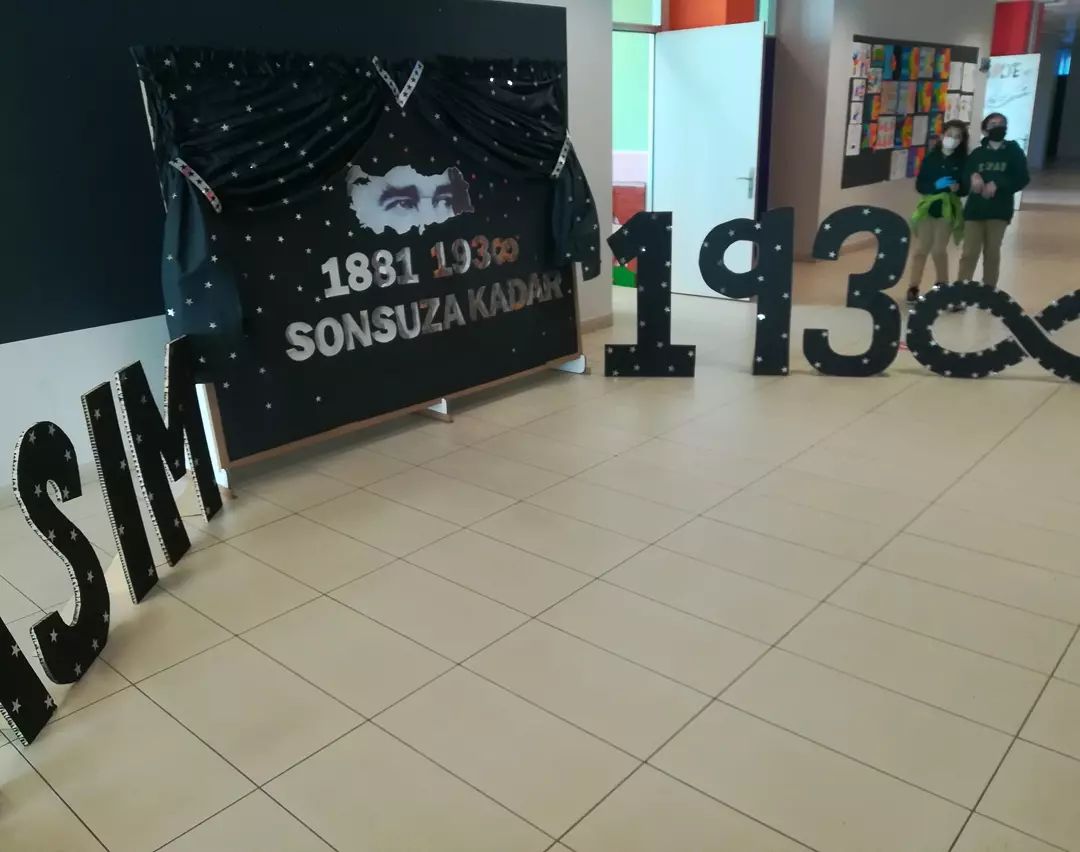 1881 193∞
SONSUZA KADAR
193∞
SIM